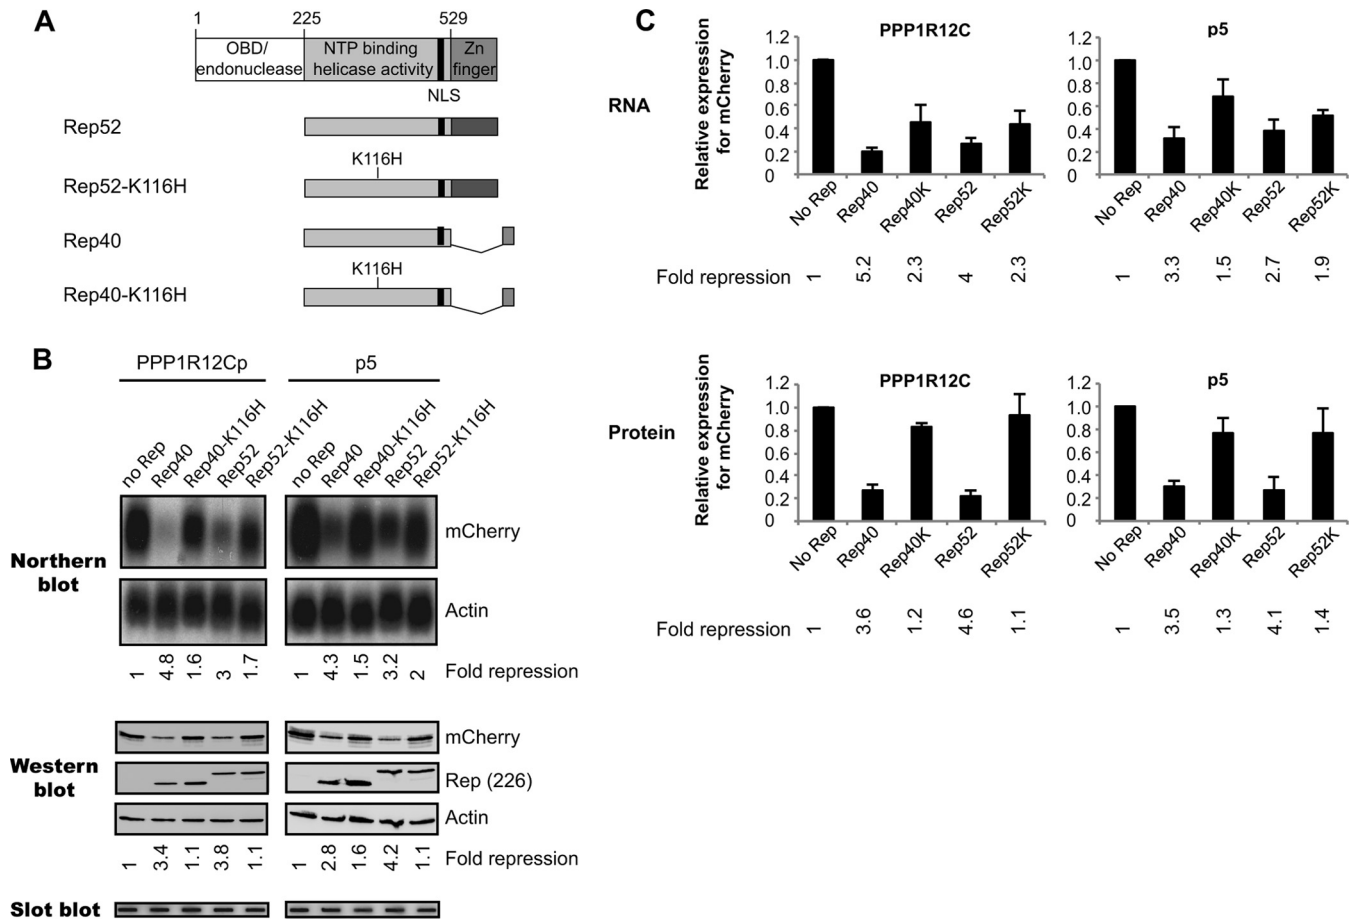 A
1 225 529
OBD/ endonuclease
NTP binding helicase activity
Zn finger
NLS
Rep52
K116H
Rep52-K116H
Rep40
K116H
Rep40-K116H
B
PPP1R12Cp p5
no Rep Rep40 Rep40-K116H Rep52 Rep52-K116H no Rep Rep40 Rep40-K116H Rep52 Rep52-K116H
Northern blot
mCherry
Actin
1 4.8 1.6 3 1.7 1 4.3 1.5 3.2 2 Fold repression
Western blot
mCherry
Rep (226)
Actin
1 3.4 1.1 3.8 1.1 1 2.8 1.6 4.2 1.1 Fold repression
Slot blot
C
RNA
Relative expression for mCherry
PPP1R12C
1.2
1.0
0.8
0.6
0.4
0.2
0
No Rep Rep40 Rep40K Rep52 Rep52K
p5
1.2
1.0
0.8
0.6
0.4
0.2
0
No Rep Rep40 Rep40K Rep52 Rep52K
Fold repression 1 5.2 2.3 4 2.3 1 3.3 1.5 2.7 1.9
Protein
Relative expression for mCherry
PPP1R12C
1.2
1.0
0.8
0.6
0.4
0.2
0
No Rep Rep40 Rep40K Rep52 Rep52K
p5
1.2
1.0
0.8
0.6
0.4
0.2
0
No Rep Rep40 Rep40K Rep52 Rep52K
Fold repression 1 3.6 1.2 4.6 1.1 1 3.5 1.3 4.1 1.4